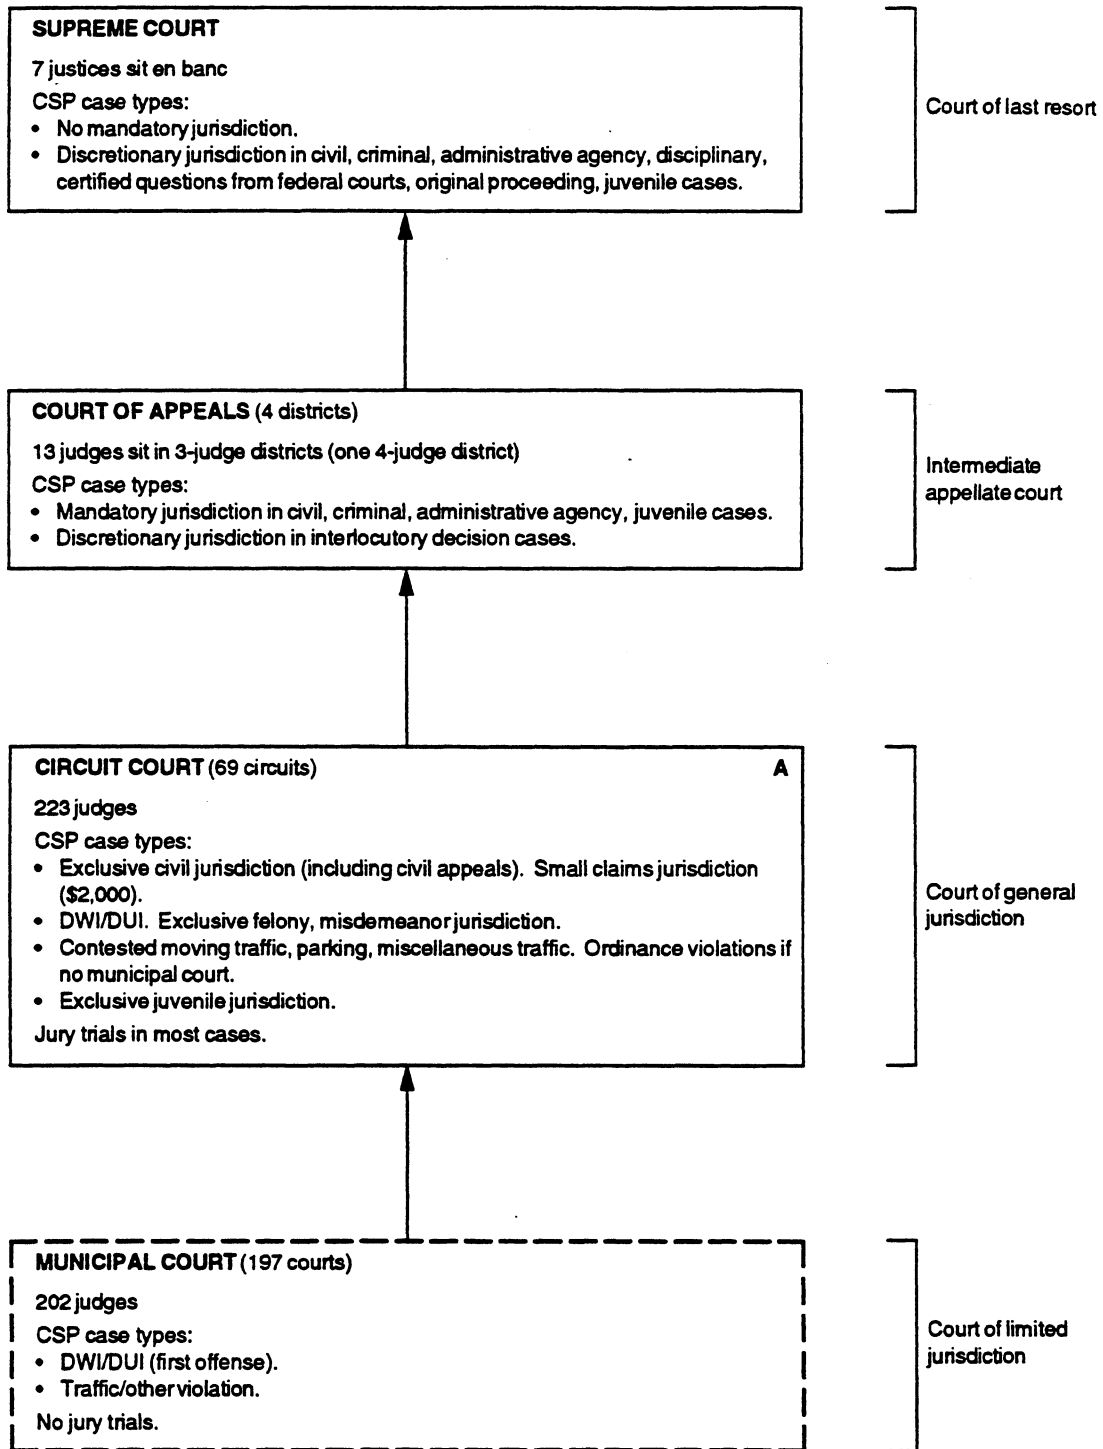 SUPREME COURT
7 justices sit en banc
CSP case types:
• No mandatory jurisdiction.
• Discretionary jurisdiction in civil, criminal, administrative agency, disciplinary,
certified questions from federal courts, original proceeding, juvenile cases.
Court of last resort
COURT OF APPEALS (4 districts)
13 judges sit in 3-judge districts (one 4-judge district)
CSP case types:
• Mandatory jurisdiction in civil, criminal, administrative agency, juvenile cases.
• Discretionary jurisdiction in interlocutory decision cases.
Intermediate
appellate court
CIRCUIT COURT (69 circuits) A
223 judges
CSP case types:
• Exclusive civil jurisdiction (including civil appeals). Small claims jurisdiction
($2,000).
• DWI/DUI. Exclusive felony, misdemeanor jurisdiction.
• Contested moving traffic, parking, miscellaneous traffic. Ordinance violations if
no municipal court.
• Exclusive juvenile jurisdiction.
Jury trials in most cases.
Court of general
jurisdiction
MUNICIPAL COURT (197 courts)
202 judges
CSP case types:
• DWI/DUI (first offense).
• Traffic/other violation.
No jury trials.
Court of limited
jurisdiction